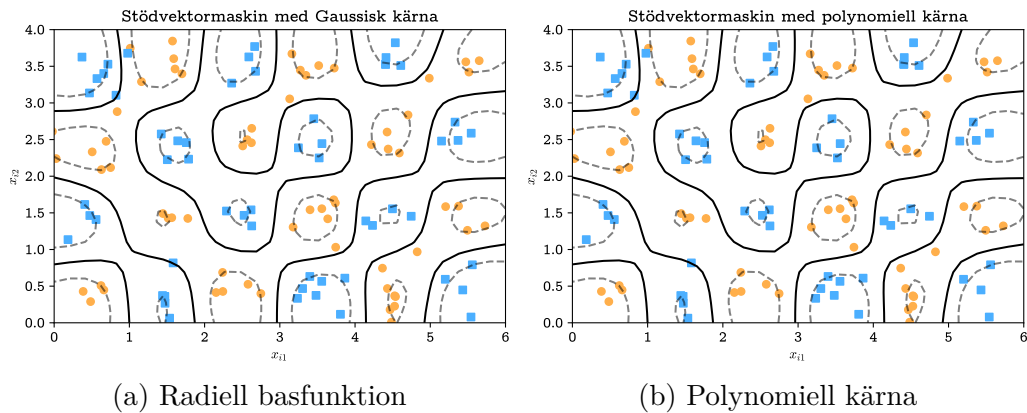 Stödvektormaskin med Gaussisk kärna
4.0
3.5
3.0
2.5
2.0
1.5
1.0
0.5
0.0
x_{i2}
0 1 2 3 4 5 6
x_{i1}
(a) Radiell basfunktion
Stödvektormaskin med polynomiell kärna
4.0
3.5
3.0
2.5
2.0
1.5
1.0
0.5
0.0
x_{i2}
0 1 2 3 4 5 6
x_{i1}
(b) Polynomiell kärna